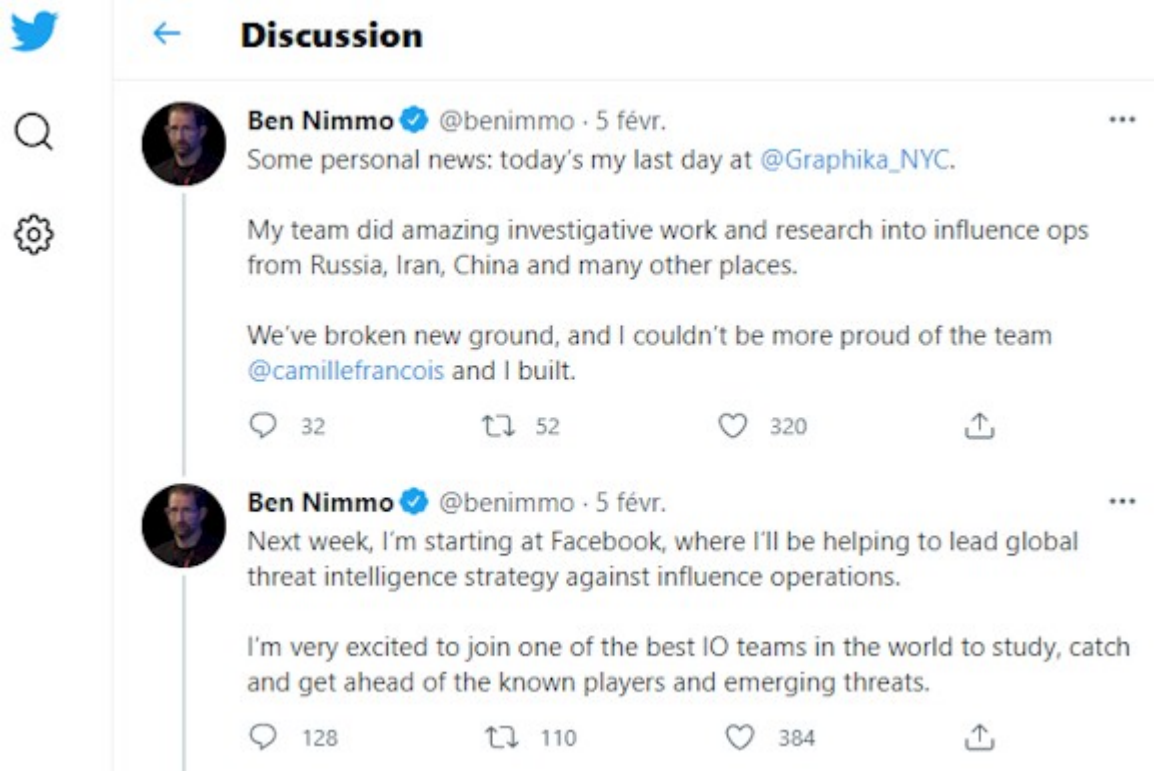 Discussion
Ben Nimmo @benimmo · 5 févr.
Some personal news: today's my last day at @Graphika_NYC.
My team did amazing investigative work and research into influence ops
from Russia, Iran, China and many other places.
We've broken new ground, and I couldn't be more proud of the team
@camillefrancois and I built.
32 52 320
Ben Nimmo @benimmo · 5 févr.
Next week, I'm starting at Facebook, where I'll be helping to lead global
threat intelligence strategy against influence operations.
I'm very excited to join one of the best IO teams in the world to study, catch
and get ahead of the known players and emerging threats.
128 110 384